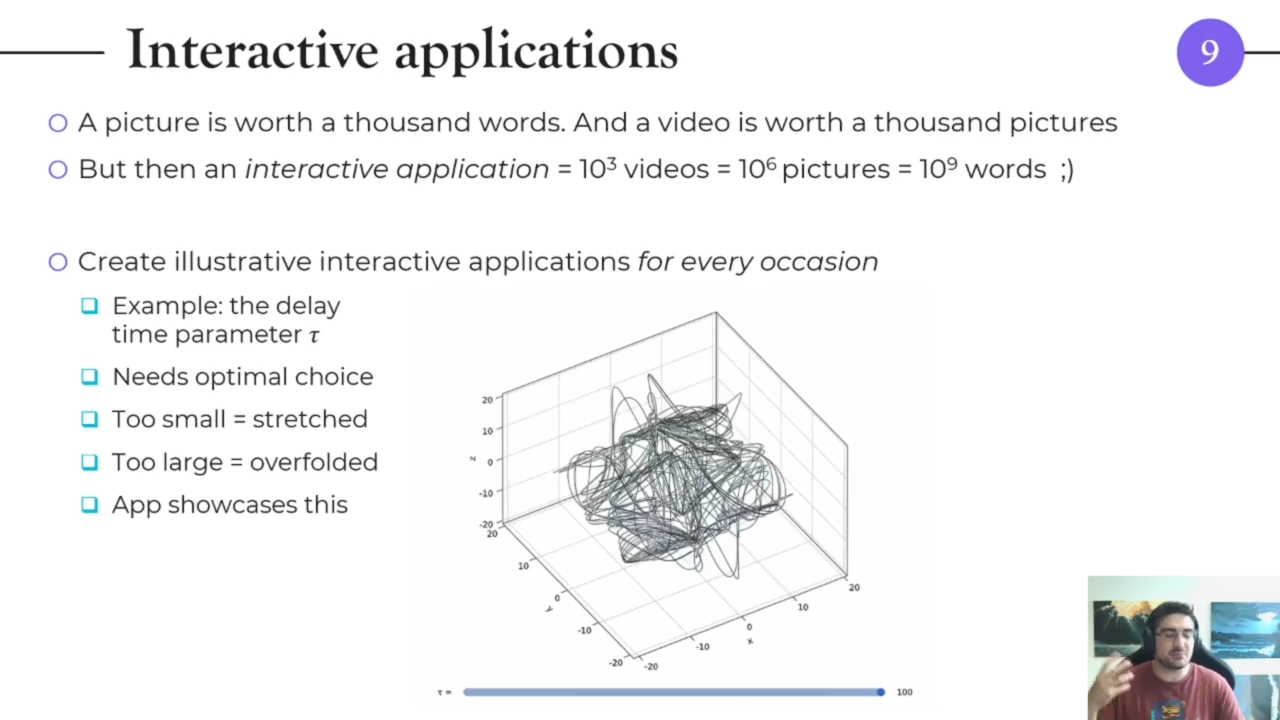 Interactive applications
9
A picture is worth a thousand words. And a video is worth a thousand pictures
But then an interactive application = 10³ videos = 10⁶ pictures = 10⁹ words ;)
Create illustrative interactive applications for every occasion
Example: the delay
time parameter τ
Needs optimal choice
Too small = stretched
Too large = overfolded
App showcases this
20
10
0
-10
-20
z
20
10
0
-10
-20
y
-20
-10
0
10
20
x
τ =
100